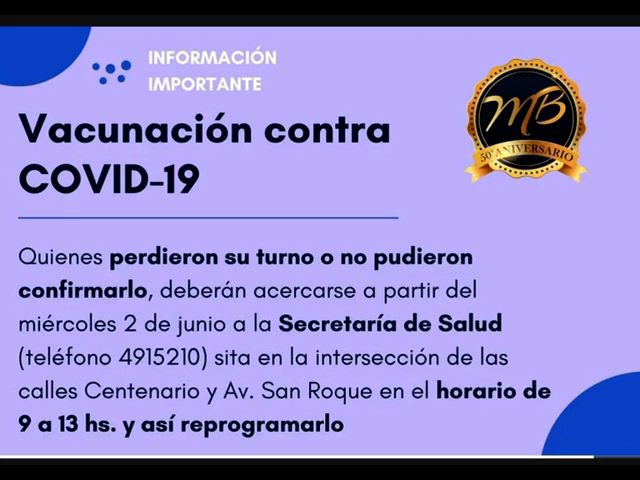 INFORMACIÓN
IMPORTANTE
Vacunación contra
COVID-19
MB
50° ANIVERSARIO
Quienes perdieron su turno o no pudieron
confirmarlo, deberán acercarse a partir del
miércoles 2 de junio a la Secretaría de Salud
(teléfono 4915210) sita en la intersección de las
calles Centenario y Av. San Roque en el horario de
9 a 13 hs. y así reprogramarlo